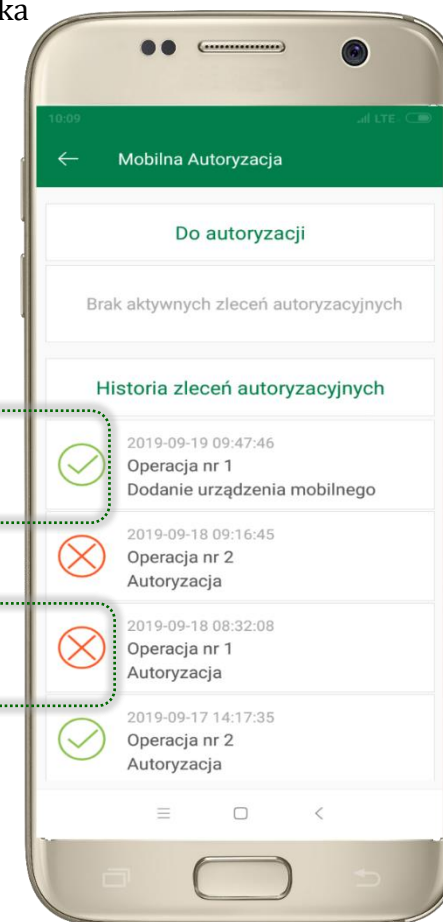 ka
10:09
LTE
Mobilna Autoryzacja
Do autoryzacji
Brak aktywnych zleceń autoryzacyjnych
Historia zleceń autoryzacyjnych
2019-09-19 09:47:46
Operacja nr 1
Dodanie urządzenia mobilnego
2019-09-18 09:16:45
Operacja nr 2
Autoryzacja
2019-09-18 08:32:08
Operacja nr 1
Autoryzacja
2019-09-17 14:17:35
Operacja nr 2
Autoryzacja